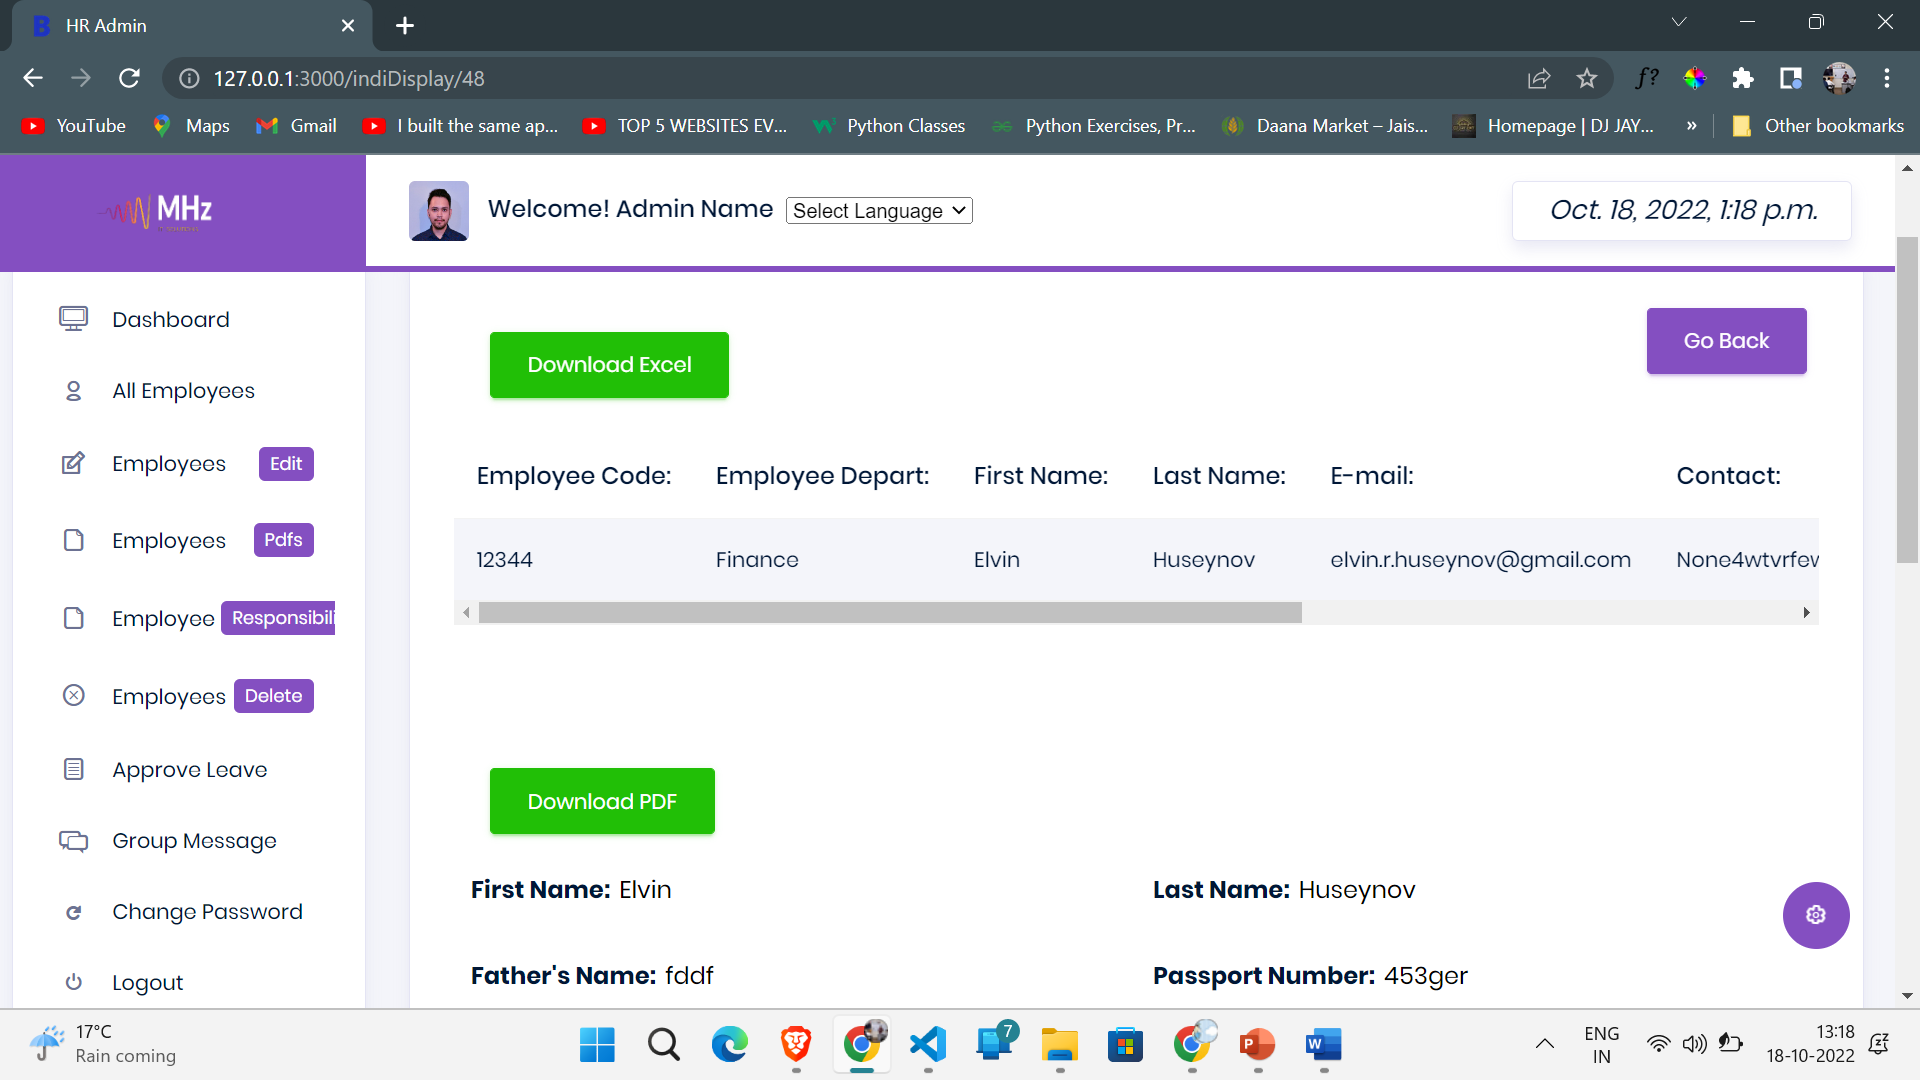 HR Admin
127.0.0.1:3000/indiDisplay/48
f?
YouTube Maps Gmail I built the same ap... TOP 5 WEBSITES EV... Python Classes Python Exercises, Pr... Daana Market – Jais... Homepage | DJ JAY... » Other bookmarks
MHz
Welcome! Admin Name Select Language
Oct. 18, 2022, 1:18 p.m.
Dashboard
All Employees
Employees Edit
Employees Pdfs
Employee Responsibili
Employees Delete
Approve Leave
Group Message
Change Password
Logout
Download Excel
Go Back
Employee Code: Employee Depart: First Name: Last Name: E-mail: Contact:
12344 Finance Elvin Huseynov elvin.r.huseynov@gmail.com None4wtvrfew
Download PDF
First Name: Elvin Last Name: Huseynov
Father's Name: fddf Passport Number: 453ger
17°C
Rain coming
7
ENG
IN
13:18
18-10-2022